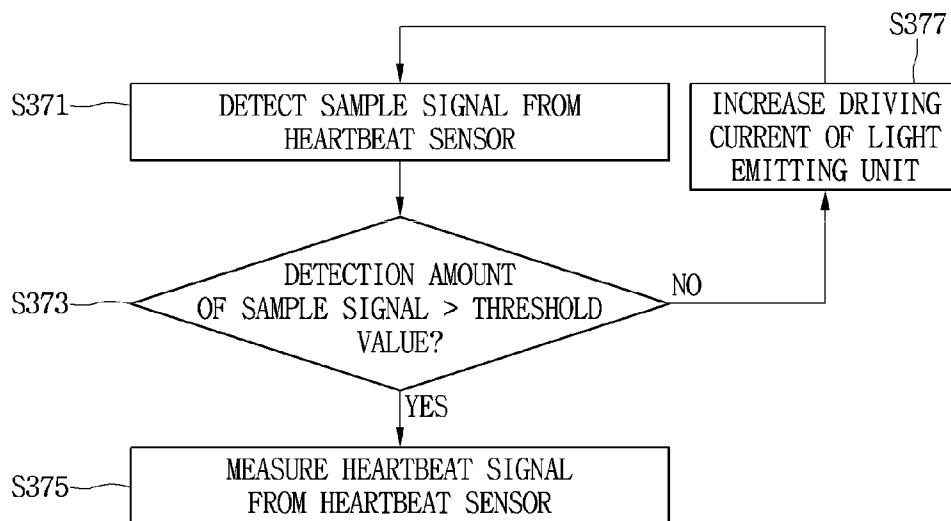 S377
S371
DETECT SAMPLE SIGNAL FROM
HEARTBEAT SENSOR
INCREASE DRIVING
CURRENT OF LIGHT
EMITTING UNIT
S373
DETECTION AMOUNT
OF SAMPLE SIGNAL > THRESHOLD
VALUE?
NO
YES
S375
MEASURE HEARTBEAT SIGNAL
FROM HEARTBEAT SENSOR